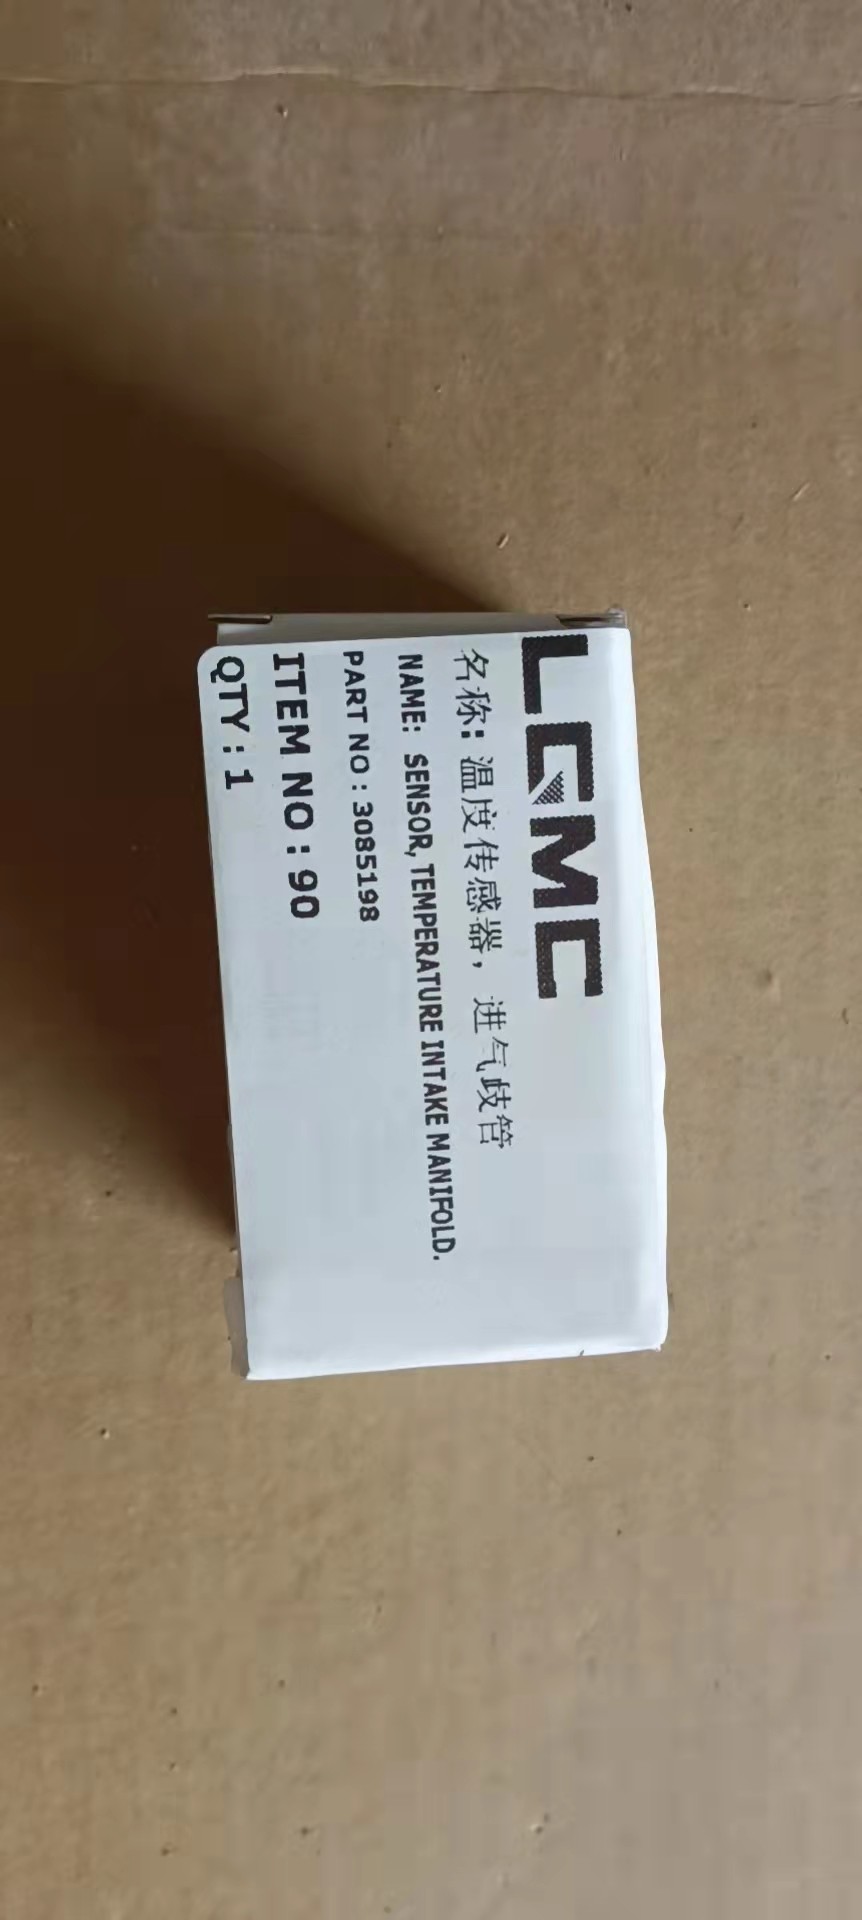 LGMC
名称: 温度传感器, 进气歧管
NAME: SENSOR, TEMPERATURE INTAKE MANIFOLD.
PART NO : 3085198
ITEM NO : 90
QTY : 1